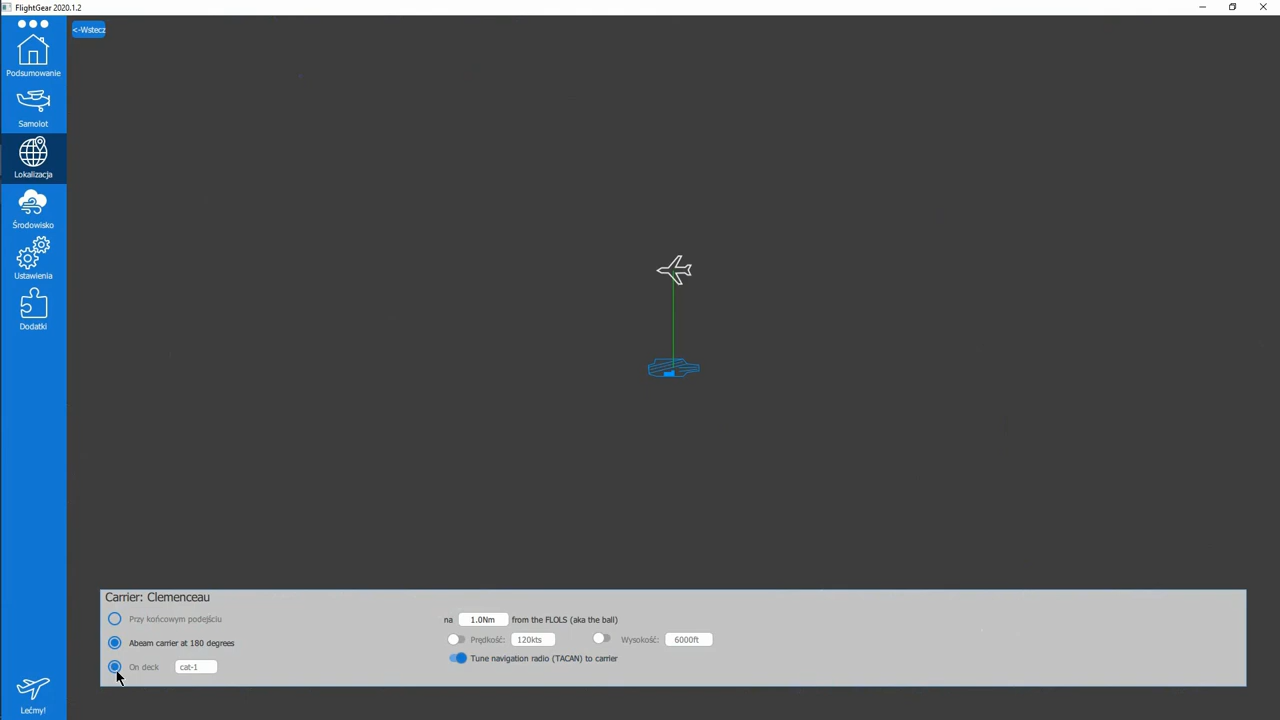 FlightGear 2020.1.2
<-Wstecz
Podsumowanie
Samolot
Lokalizacja
Środowisko
Ustawienia
Dodatki
Lećmy!
Carrier: Clemenceau
Przy końcowym podejściu
Abeam carrier at 180 degrees
On deck cat-1
na 1.0Nm from the FLOLS (aka the ball)
Prędkość: 120kts Wysokość: 6000ft
Tune navigation radio (TACAN) to carrier